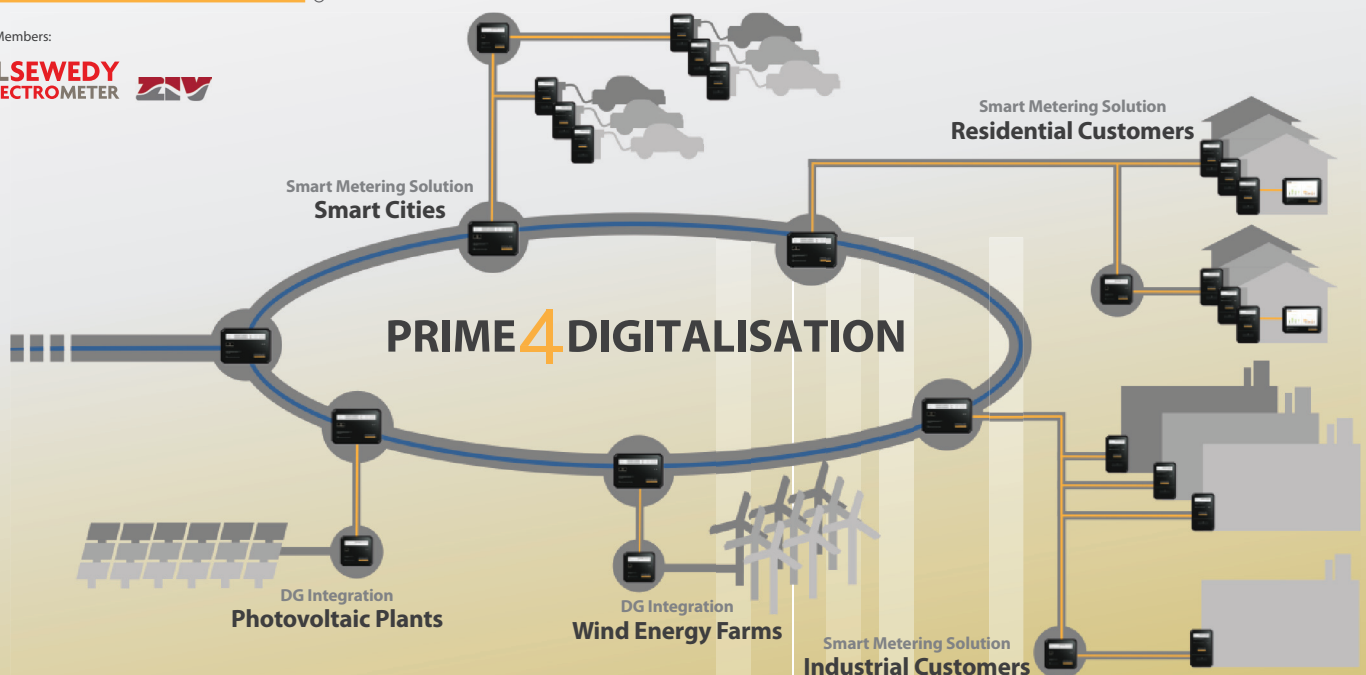 Members:
LSEWEDY
ECTROMETER
ZIV
Smart Metering Solution
Residential Customers
Smart Metering Solution
Smart Cities
PRIME4DIGITALISATION
DG Integration
Photovoltaic Plants
DG Integration
Wind Energy Farms
Smart Metering Solution
Industrial Customers